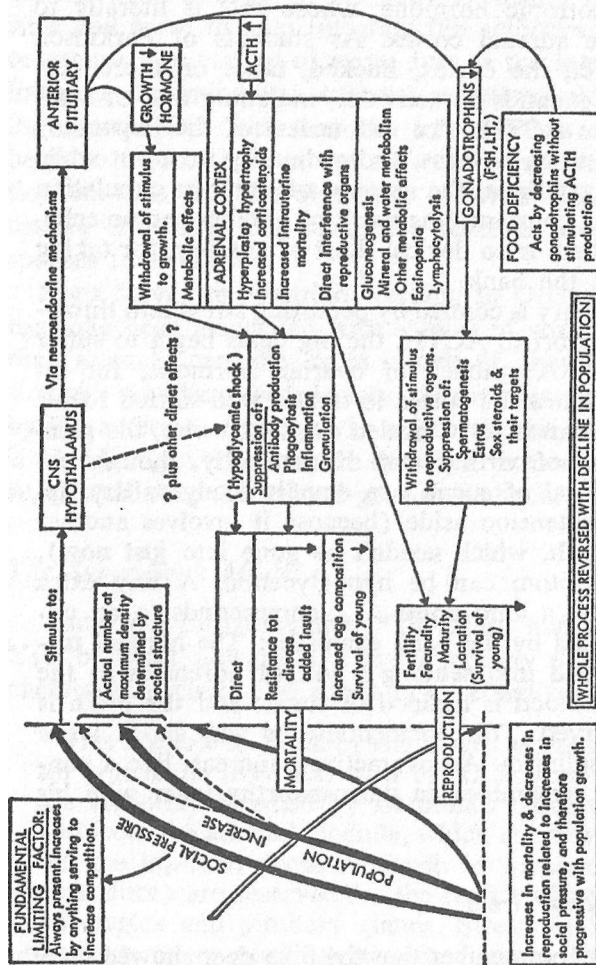 FUNDAMENTAL
LIMITING FACTOR:
Always present. Increases
by anything serving to
increase competition.
SOCIAL PRESSURE
INCREASE
POPULATION
Increases in mortality & decreases in
reproduction related to increases in
social pressure, and therefore
progressive with population growth.
Stimulus to:
Actual number at
maximum density
determined by
social structure
MORTALITY
Direct
Resistance to:
disease
added insult
Increased age composition
Survival of young
REPRODUCTION
Fertility
Fecundity
Maturity
Lactation
(Survival of
young)
CNS
HYPOTHALAMUS
Via neuroendocrine mechanisms
plus other direct effects ?
(Hypoglycemic shock)
Suppression of:
Antibody production
Phagocytosis
Inflammation
Granulation
Withdrawal of stimulus
to reproductive organs.
Suppression of:
Spermatogenesis
Estrus
Sex steroids &
their targets
WHOLE PROCESS REVERSED WITH DECLINE IN POPULATION
ANTERIOR
PITUITARY
GROWTH
HORMONE
Withdrawal of stimulus
to growth.
Metabolic effects
ACTH
ADRENAL CORTEX
Hyperplasia, hypertrophy
Increased corticosteroids
Increased Intrauterine
mortality
Direct Interference with
reproductive organs
Gluconeogenesis
Mineral and water metabolism
Other metabolic effects
Eosinopenia
Lymphocytolysis
GONADOTROPHINS
(FSH, LH, )
FOOD DEFICIENCY
Acts by decreasing
gonadotrophins without
stimulating ACTH
production